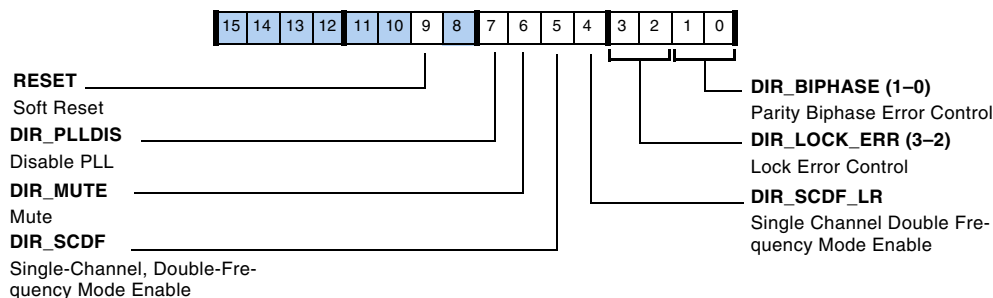 15 14 13 12 11 10 9 8 7 6 5 4 3 2 1 0
RESET
Soft Reset
DIR_PLLDIS
Disable PLL
DIR_MUTE
Mute
DIR_SCDF
Single-Channel, Double-Fre-
quency Mode Enable
DIR_BIPHASE (1–0)
Parity Biphase Error Control
DIR_LOCK_ERR (3–2)
Lock Error Control
DIR_SCDF_LR
Single Channel Double Fre-
quency Mode Enable